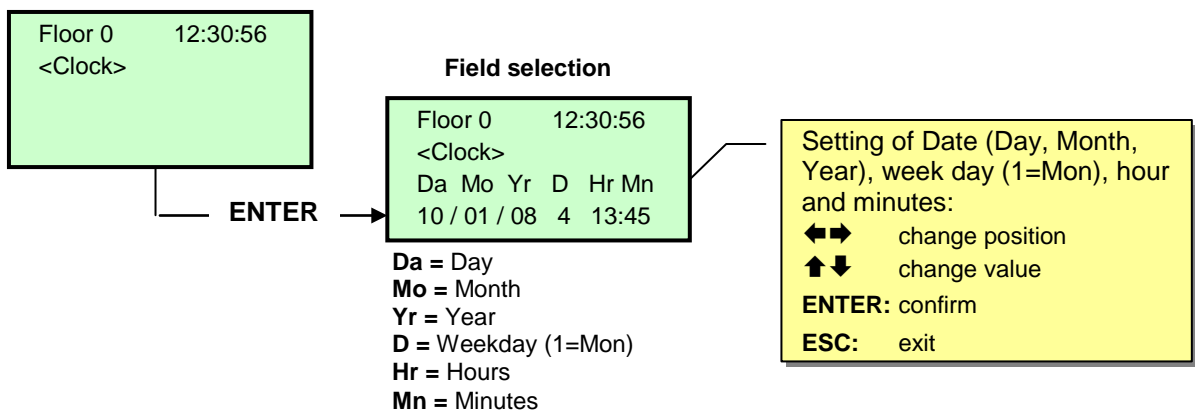 Floor 0 12:30:56
<Clock>
ENTER
Field selection
Floor 0 12:30:56
<Clock>
Da Mo Yr D Hr Mn
10 / 01 / 08 4 13:45
Da = Day
Mo = Month
Yr = Year
D = Weekday (1=Mon)
Hr = Hours
Mn = Minutes
Setting of Date (Day, Month,
Year), week day (1=Mon), hour
and minutes:
🡄🡆 change position
🡅🡇 change value
ENTER: confirm
ESC: exit